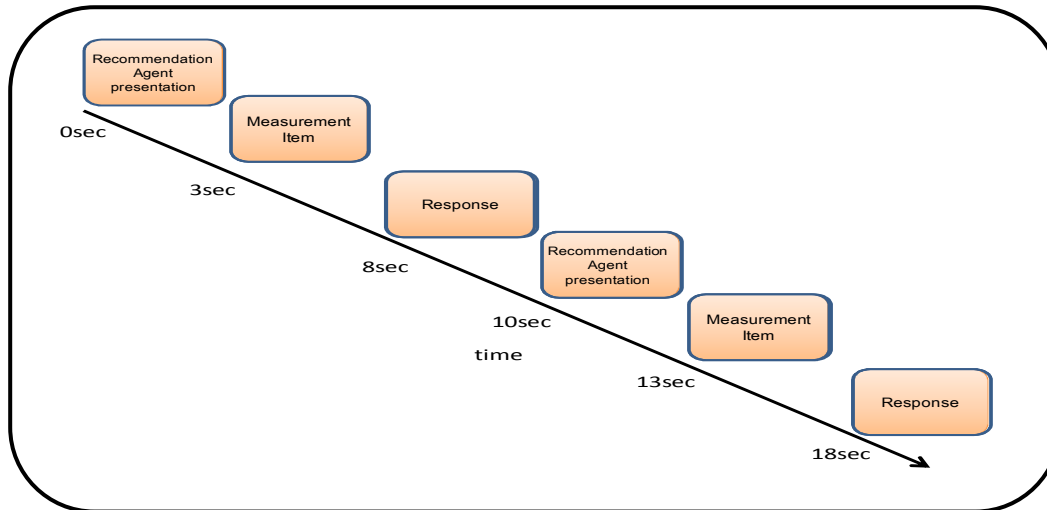 Recommendation
Agent
presentation
0sec
Measurement
Item
3sec
Response
8sec
Recommendation
Agent
presentation
10sec
time
Measurement
Item
13sec
Response
18sec